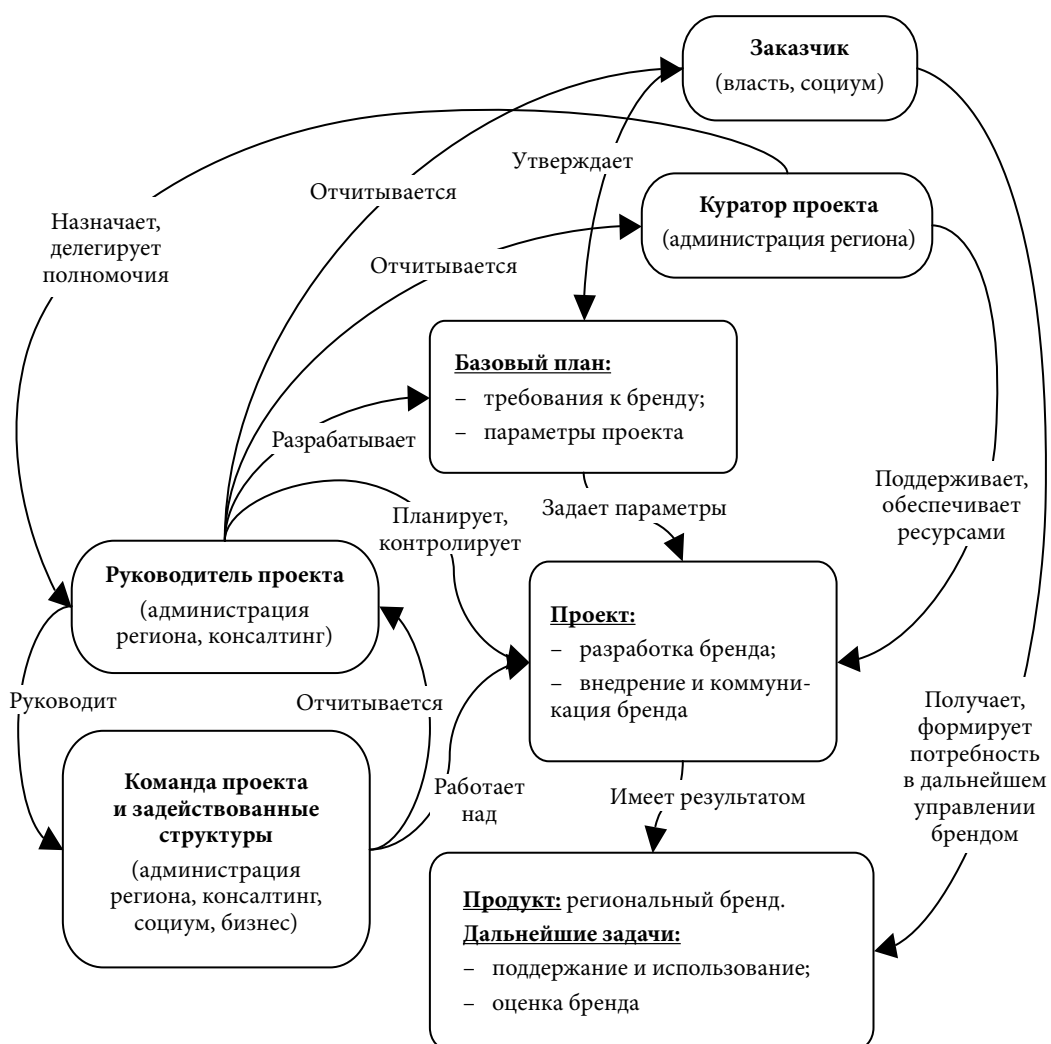 Заказчик
(власть, социум)
Утверждает
Отчитывается
Куратор проекта
(администрация региона)
Назначает,
делегирует
полномочия
Отчитывается
Базовый план:
– требования к бренду;
– параметры проекта
Разрабатывает
Поддерживает,
обеспечивает
ресурсами
Задает параметры
Планирует,
контролирует
Руководитель проекта
(администрация
региона, консалтинг)
Проект:
– разработка бренда;
– внедрение и коммуни-
кация бренда
Руководит
Отчитывается
Получает,
формирует
потребность
в дальнейшем
управлении
брендом
Команда проекта
и задействованные
структуры
(администрация
региона, консалтинг,
социум, бизнес)
Работает
над
Имеет результатом
Продукт: региональный бренд.
Дальнейшие задачи:
– поддержание и использование;
– оценка бренда